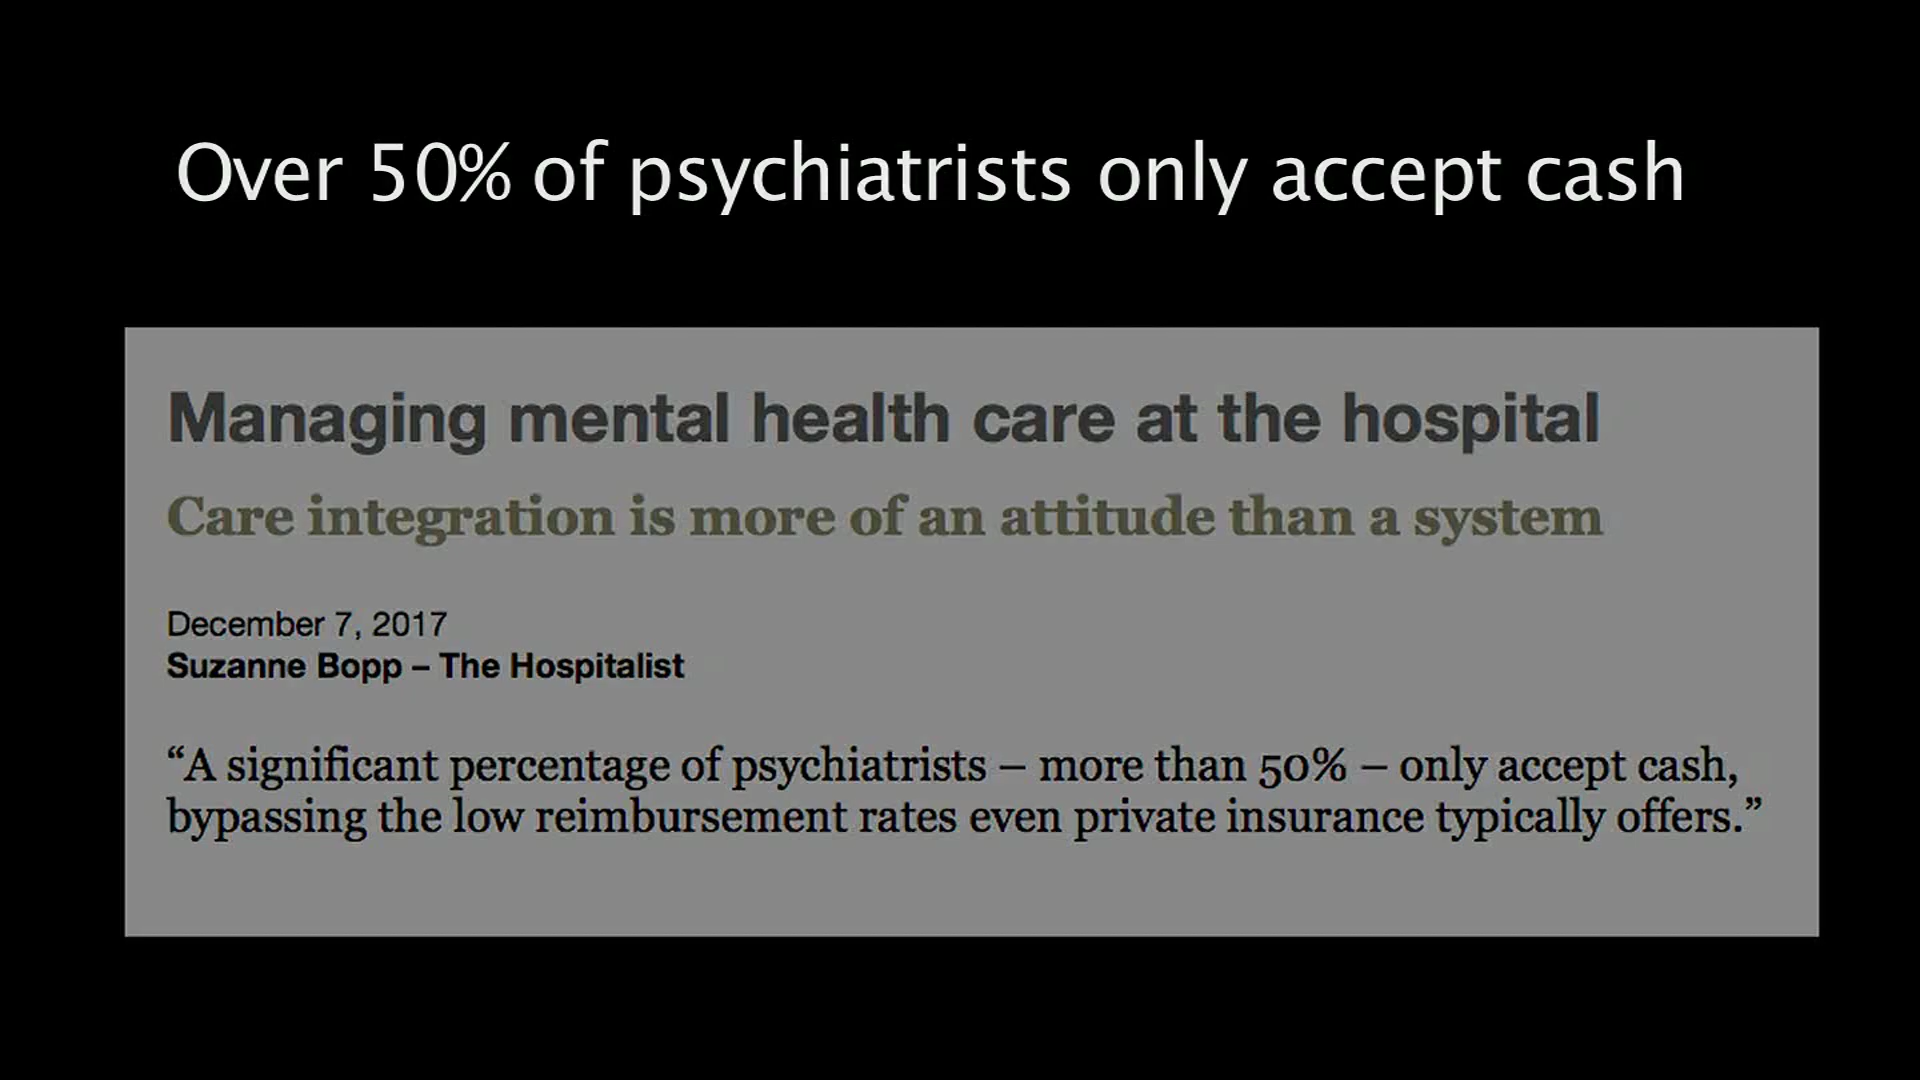 Over 50% of psychiatrists only accept cash
Managing mental health care at the hospital
Care integration is more of an attitude than a system
December 7, 2017
Suzanne Bopp – The Hospitalist
“A significant percentage of psychiatrists – more than 50% – only accept cash,
bypassing the low reimbursement rates even private insurance typically offers.”